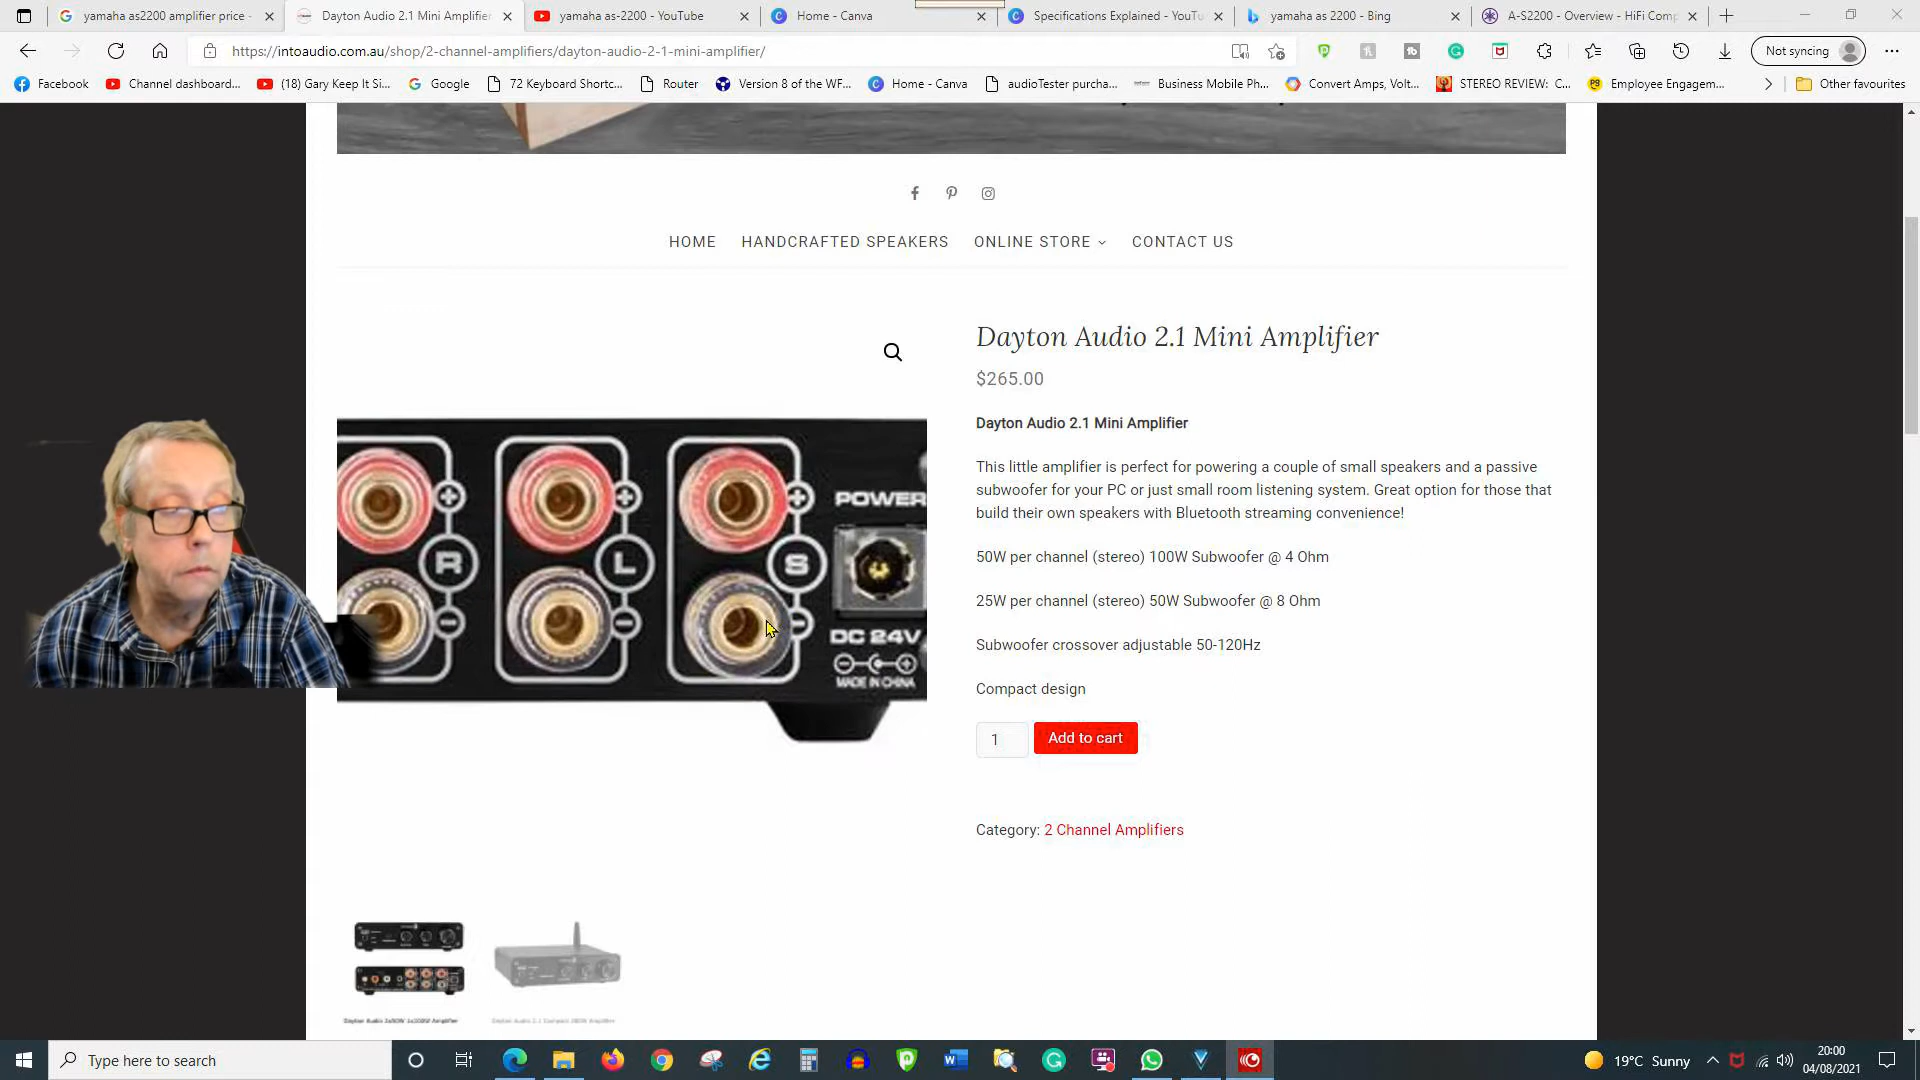 yamaha as2200 amplifier price -
Dayton Audio 2.1 Mini Amplifier
yamaha as-2200 - YouTube
Home - Canva
Specifications Explained - YouTu
yamaha as 2200 - Bing
A-S2200 - Overview - HiFi Comp
https://intoaudio.com.au/shop/2-channel-amplifiers/dayton-audio-2-1-mini-amplifier/
Not syncing
Facebook
Channel dashboard...
(18) Gary Keep It Si...
Google
72 Keyboard Shortc...
Router
Version 8 of the WF...
Home - Canva
audioTester purcha...
Business Mobile Ph...
Convert Amps, Volt...
STEREO REVIEW: C...
Employee Engagem...
Other favourites
HOME
HANDCRAFTED SPEAKERS
ONLINE STORE
CONTACT US
Dayton Audio 2.1 Mini Amplifier
$265.00
Dayton Audio 2.1 Mini Amplifier
This little amplifier is perfect for powering a couple of small speakers and a passive
subwoofer for your PC or just small room listening system. Great option for those that
build their own speakers with Bluetooth streaming convenience!
50W per channel (stereo) 100W Subwoofer @ 4 Ohm
25W per channel (stereo) 50W Subwoofer @ 8 Ohm
Subwoofer crossover adjustable 50-120Hz
Compact design
1
Add to cart
Category: 2 Channel Amplifiers
R
L
S
POWER
DC 24V
MADE IN CHINA
Dayton Audio 2x50W 1x100W Amplifier
Type here to search
19°C Sunny
20:00
04/08/2021